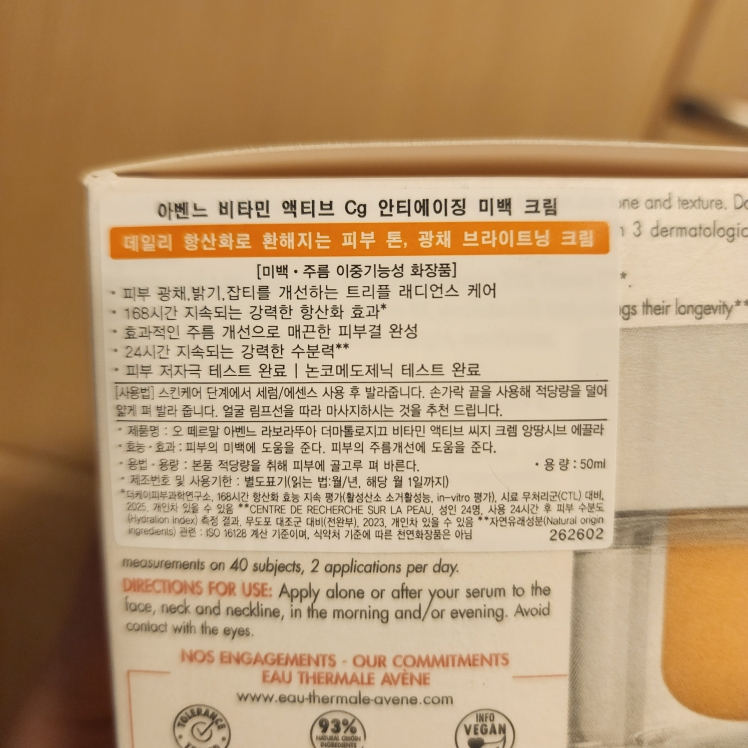 아벤느 비타민 액티브 Cg 안티에이징 미백 크림
데일리 항산화로 환해지는 피부 톤, 광채 브라이트닝 크림
[미백・주름 이중기능성 화장품]
- 피부 광채,밝기,잡티를 개선하는 트리플 래디언스 케어
- 168시간 지속되는 강력한 항산화 효과*
- 효과적인 주름 개선으로 매끈한 피부결 완성
- 24시간 지속되는 강력한 수분력**
- 피부 저자극 테스트 완료 | 논코메도제닉 테스트 완료
[사용법] 스킨케어 단계에서 세럼/에센스 사용 후 발라줍니다. 손가락 끝을 사용해 적당량을 덜어
얇게 펴 발라 줍니다. 얼굴 림프선을 따라 마사지하시는 것을 추천 드립니다.
・제품명 : 오 떼르말 아벤느 라보라뚜아 더마톨로지끄 비타민 액티브 씨지 크렘 앙땅시브 에끌라
・효능・효과 : 피부의 미백에 도움을 준다. 피부의 주름개선에 도움을 준다.
・용법・용량 : 본품 적당량을 취해 피부에 골고루 펴 바른다. ・용 량 : 50ml
・제조번호 및 사용기한 : 별도표기(읽는 법:월/년, 해당 월 1일까지)
*더케이피부과학연구소, 168시간 항산화 효능 지속 평가(활성산소 소거활성능, in-vitro 평가), 시료 무처리군(CTL) 대비,
2025, 개인차 있을 수 있음 **CENTRE DE RECHERCHE SUR LA PEAU, 성인 24명, 사용 24시간 후 피부 수분도
(Hydration index) 측정 결과, 무도포 대조군 대비(전완부), 2023, 개인차 있을 수 있음 **자연유래성분(Natural origin
ingredients) 관련 : ISO 16128 계산 기준이며, 식약처 기준에 따른 천연화장품은 아님 262602
one and texture. Do
3 dermatologic
*.
gs their longevity**
measurements on 40 subjects, 2 applications per day.
DIRECTIONS FOR USE: Apply alone or after your serum to the
face, neck and neckline, in the morning and/or evening. Avoid
contact with the eyes.
NOS ENGAGEMENTS - OUR COMMITMENTS
EAU THERMALE AVÈNE
www.eau-thermale-avene.com
TOLERANCE
93%
NATURAL ORIGIN
INGREDIENTS
INFO
VEGAN